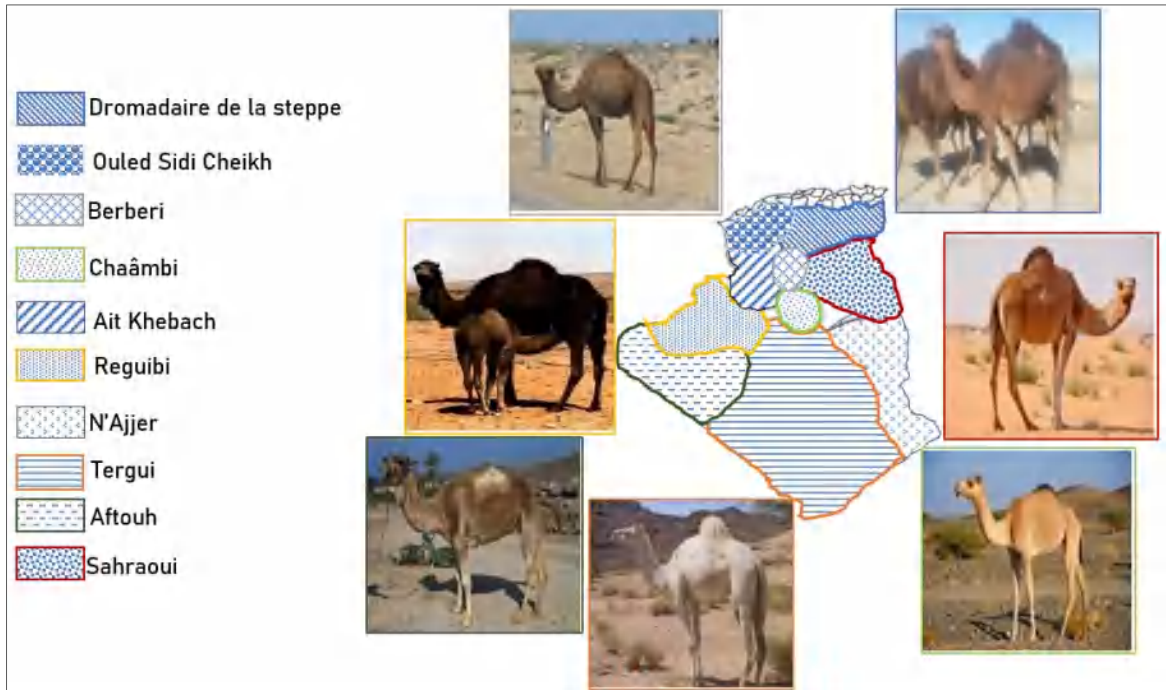 Dromadaire de la steppe
Ouled Sidi Cheikh
Berberi
Chaâmbi
Ait Khebach
Reguibi
N'Ajjer
Tergui
Aftouh
Sahraoui